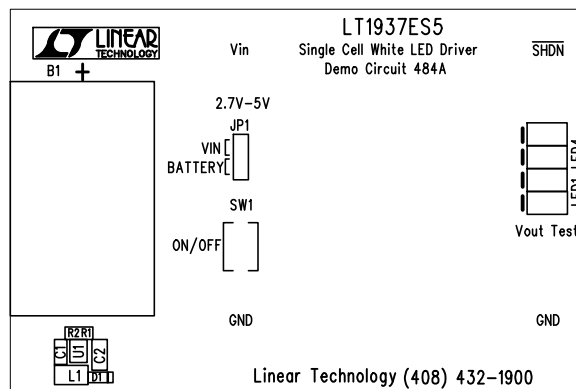 LINEAR
TECHNOLOGY
LT1937ES5
Single Cell White LED Driver
Demo Circuit 484A
Vin
SHDN
B1 +
2.7V-5V
JP1
VIN
BATTERY
SW1
ON/OFF
LED4
LED1
Vout Test
GND
GND
R2 R1
C1
U1
C2
L1
D1
Linear Technology (408) 432-1900